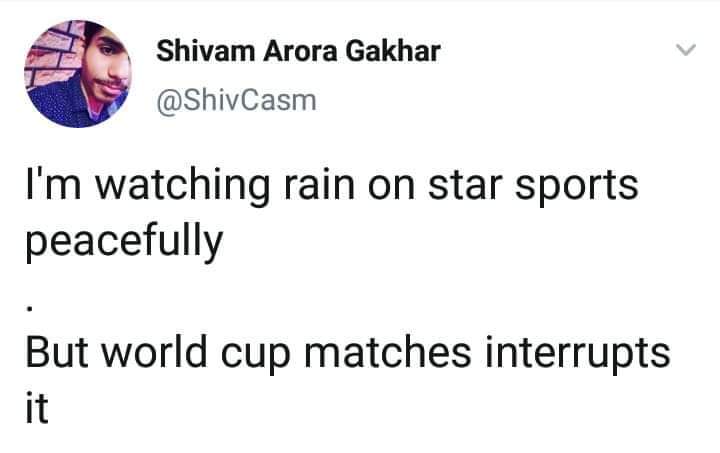 Shivam Arora Gakhar
@ShivCasm
I'm watching rain on star sports
peacefully
.
But world cup matches interrupts
it